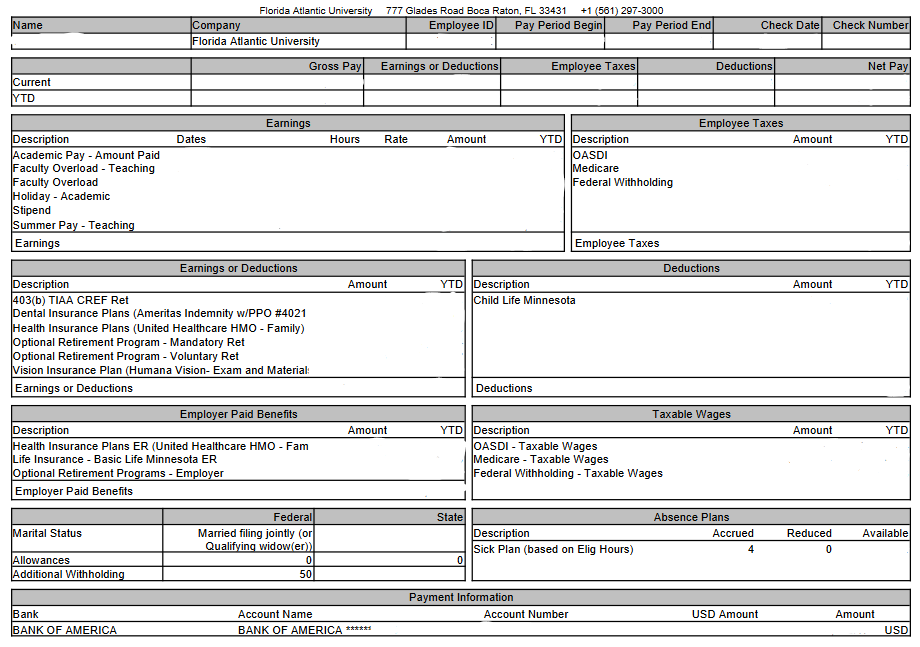 Florida Atlantic University 777 Glades Road Boca Raton, FL 33431 +1 (561) 297-3000
Name Company Employee ID Pay Period Begin Pay Period End Check Date Check Number
Florida Atlantic University
Gross Pay Earnings or Deductions Employee Taxes Deductions Net Pay
Current
YTD
Earnings
Description Dates Hours Rate Amount YTD
Academic Pay - Amount Paid
Faculty Overload - Teaching
Faculty Overload
Holiday - Academic
Stipend
Summer Pay - Teaching
Earnings
Employee Taxes
Description Amount YTD
OASDI
Medicare
Federal Withholding
Employee Taxes
Earnings or Deductions
Description Amount YTD
403(b) TIAA CREF Ret
Dental Insurance Plans (Ameritas Indemnity w/PPO #4021
Health Insurance Plans (United Healthcare HMO - Family)
Optional Retirement Program - Mandatory Ret
Optional Retirement Program - Voluntary Ret
Vision Insurance Plan (Humana Vision- Exam and Materials
Earnings or Deductions
Deductions
Description Amount YTD
Child Life Minnesota
Deductions
Employer Paid Benefits
Description Amount YTD
Health Insurance Plans ER (United Healthcare HMO - Fam
Life Insurance - Basic Life Minnesota ER
Optional Retirement Programs - Employer
Employer Paid Benefits
Taxable Wages
Description Amount YTD
OASDI - Taxable Wages
Medicare - Taxable Wages
Federal Withholding - Taxable Wages
Federal State
Marital Status Married filing jointly (or
Qualifying widow(er))
Allowances 0 0
Additional Withholding 50
Absence Plans
Description Accrued Reduced Available
Sick Plan (based on Elig Hours) 4 0
Payment Information
Bank Account Name Account Number USD Amount Amount
BANK OF AMERICA BANK OF AMERICA ****** USD